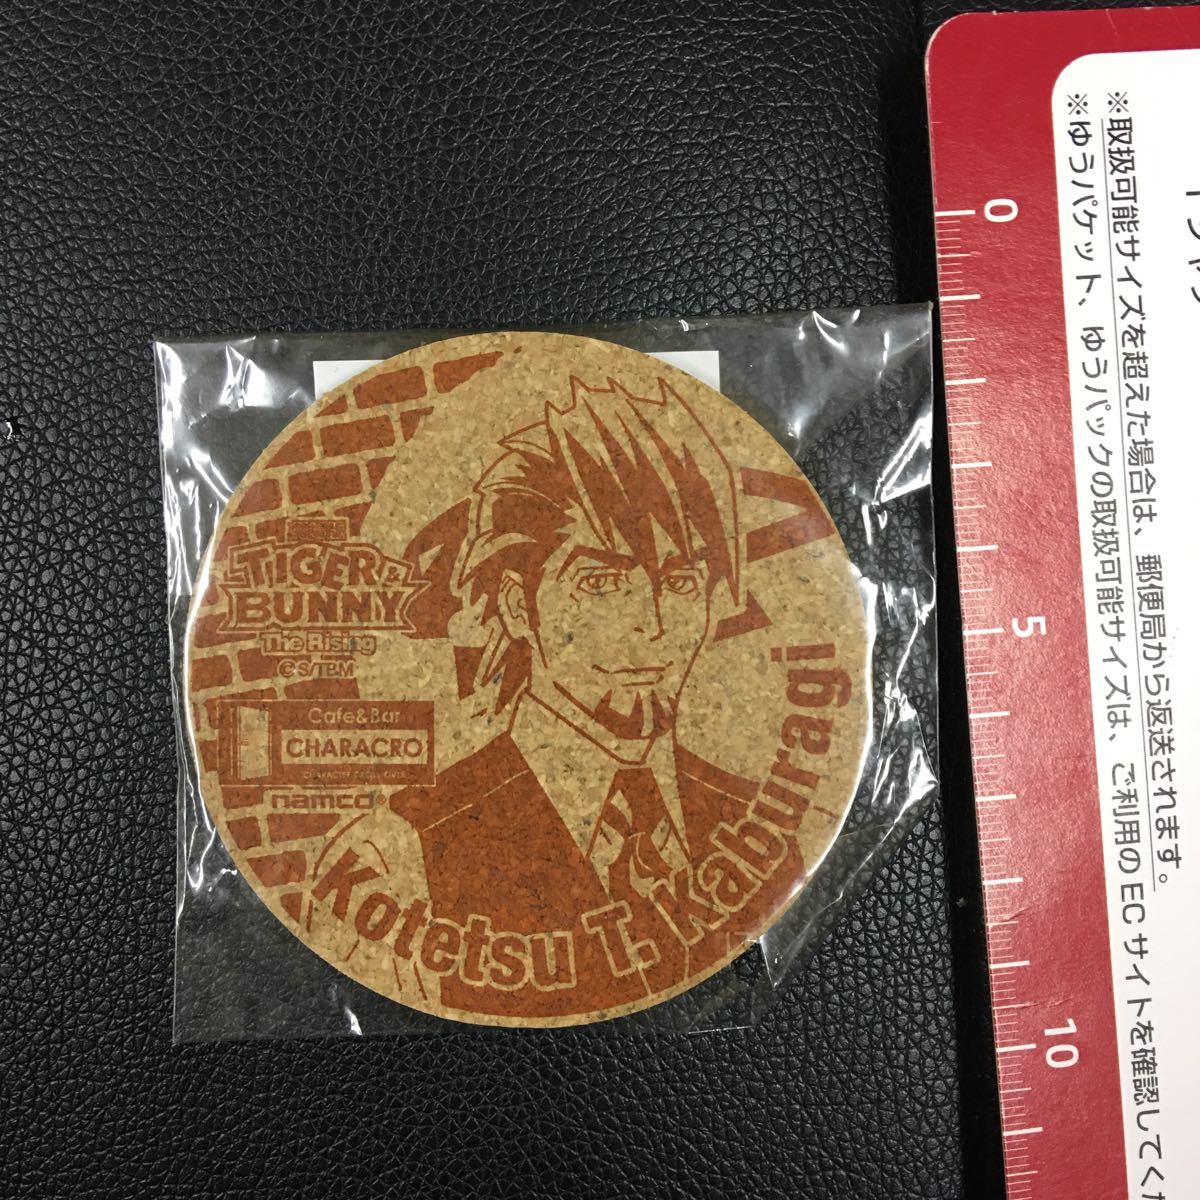 TIGER &
BUNNY
The Rising
©S/TBM
Cafe&Bar
CHARACRO
CHARACTER CROSS OVER
namco®
Kotetsu T. Kaburagi
0
5
10
※取扱可能サイズを超えた場合は、郵便局から返送されます。
※ゆうパケット、ゆうパックの取扱可能サイズは、ご利用のECサイトを確認してくだ